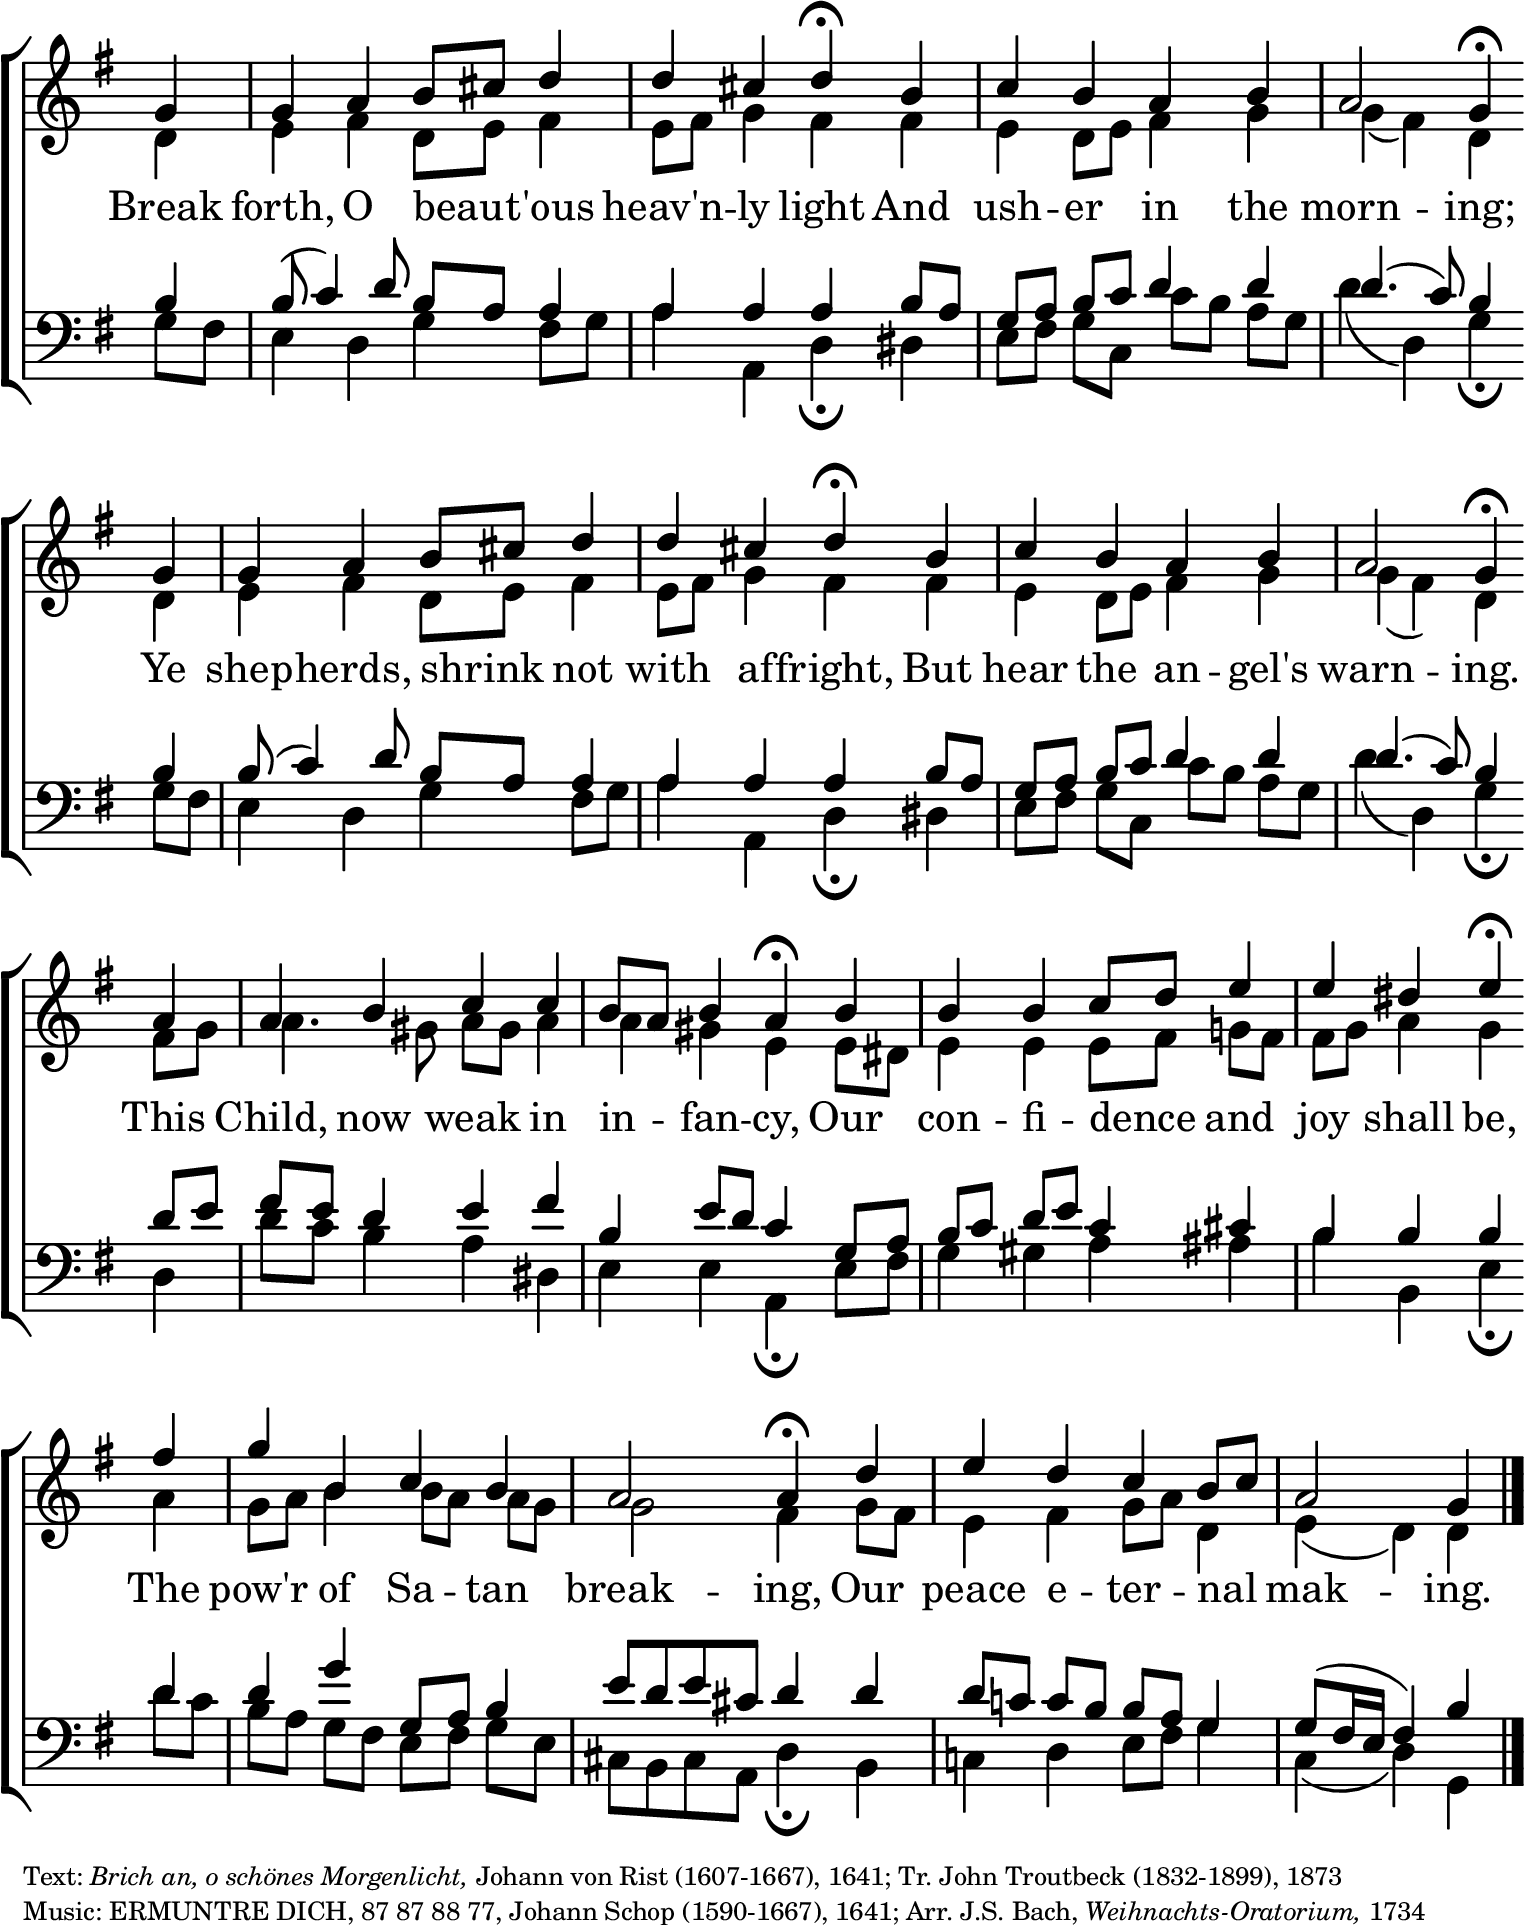 Break forth, O beaut'ous heav'n -- ly light And ush -- er in the morn - ing;
Ye shepherds, shrink not with affright, But hear the an -- gel's warn - ing.
This Child, now weak in in - fan -- cy, Our con - fi - dence and joy shall be,
The pow'r of Sa - tan break - ing, Our peace e - ter - nal mak - ing.
Text: Brich an, o schönes Morgenlicht, Johann von Rist (1607-1667), 1641; Tr. John Troutbeck (1832-1899), 1873
Music: ERMUNTRE DICH, 87 87 88 77, Johann Schop (1590-1667), 1641; Arr. J.S. Bach, Weihnachts-Oratorium, 1734